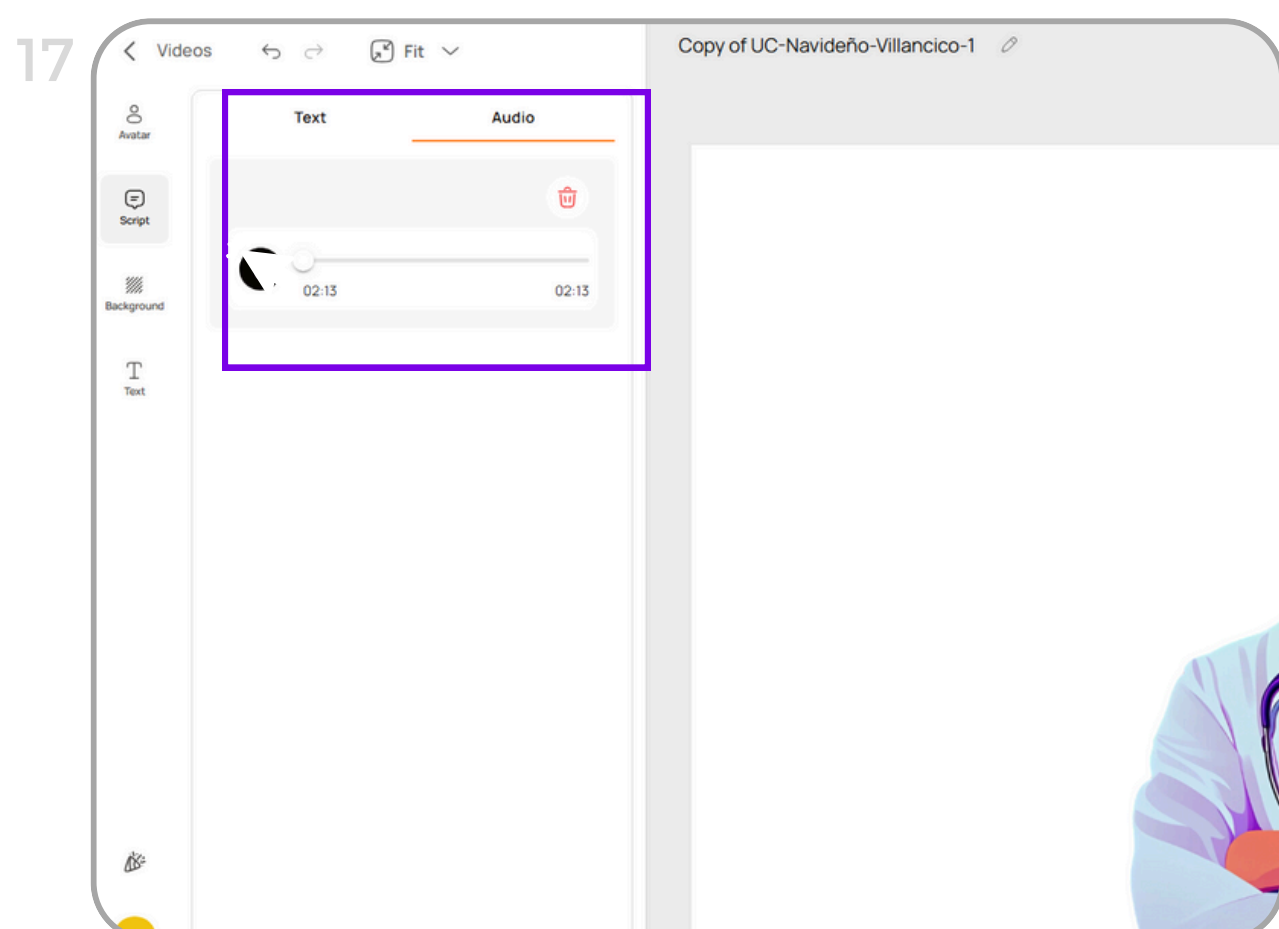 17
Videos
Fit
Copy of UC-Navideño-Villancico-1
Text
Audio
Avatar
Script
02:13
02:13
Background
Text